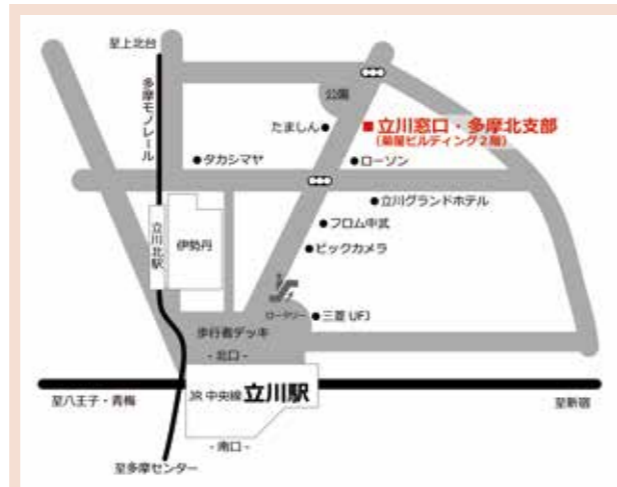 至上北台
多摩モノレール
公園
たましん
立川窓口・多摩北支部
(菊屋ビルディング2階)
タカシマヤ
ローソン
立川グランドホテル
フロム中武
立川北駅
伊勢丹
ビックカメラ
ロータリー
三菱UFJ
歩行者デッキ
-北口-
JR中央線 立川駅
至八王子・青梅
至新宿
-南口-
至多摩センター